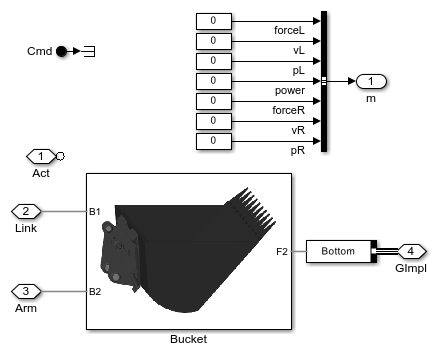 0
forceL
Cmd
0
vL
0
pL
0
power
1
m
0
forceR
0
vR
0
pR
1
Act
2
Link
B1
F2
Bottom
4
GImpl
3
Arm
B2
Bucket